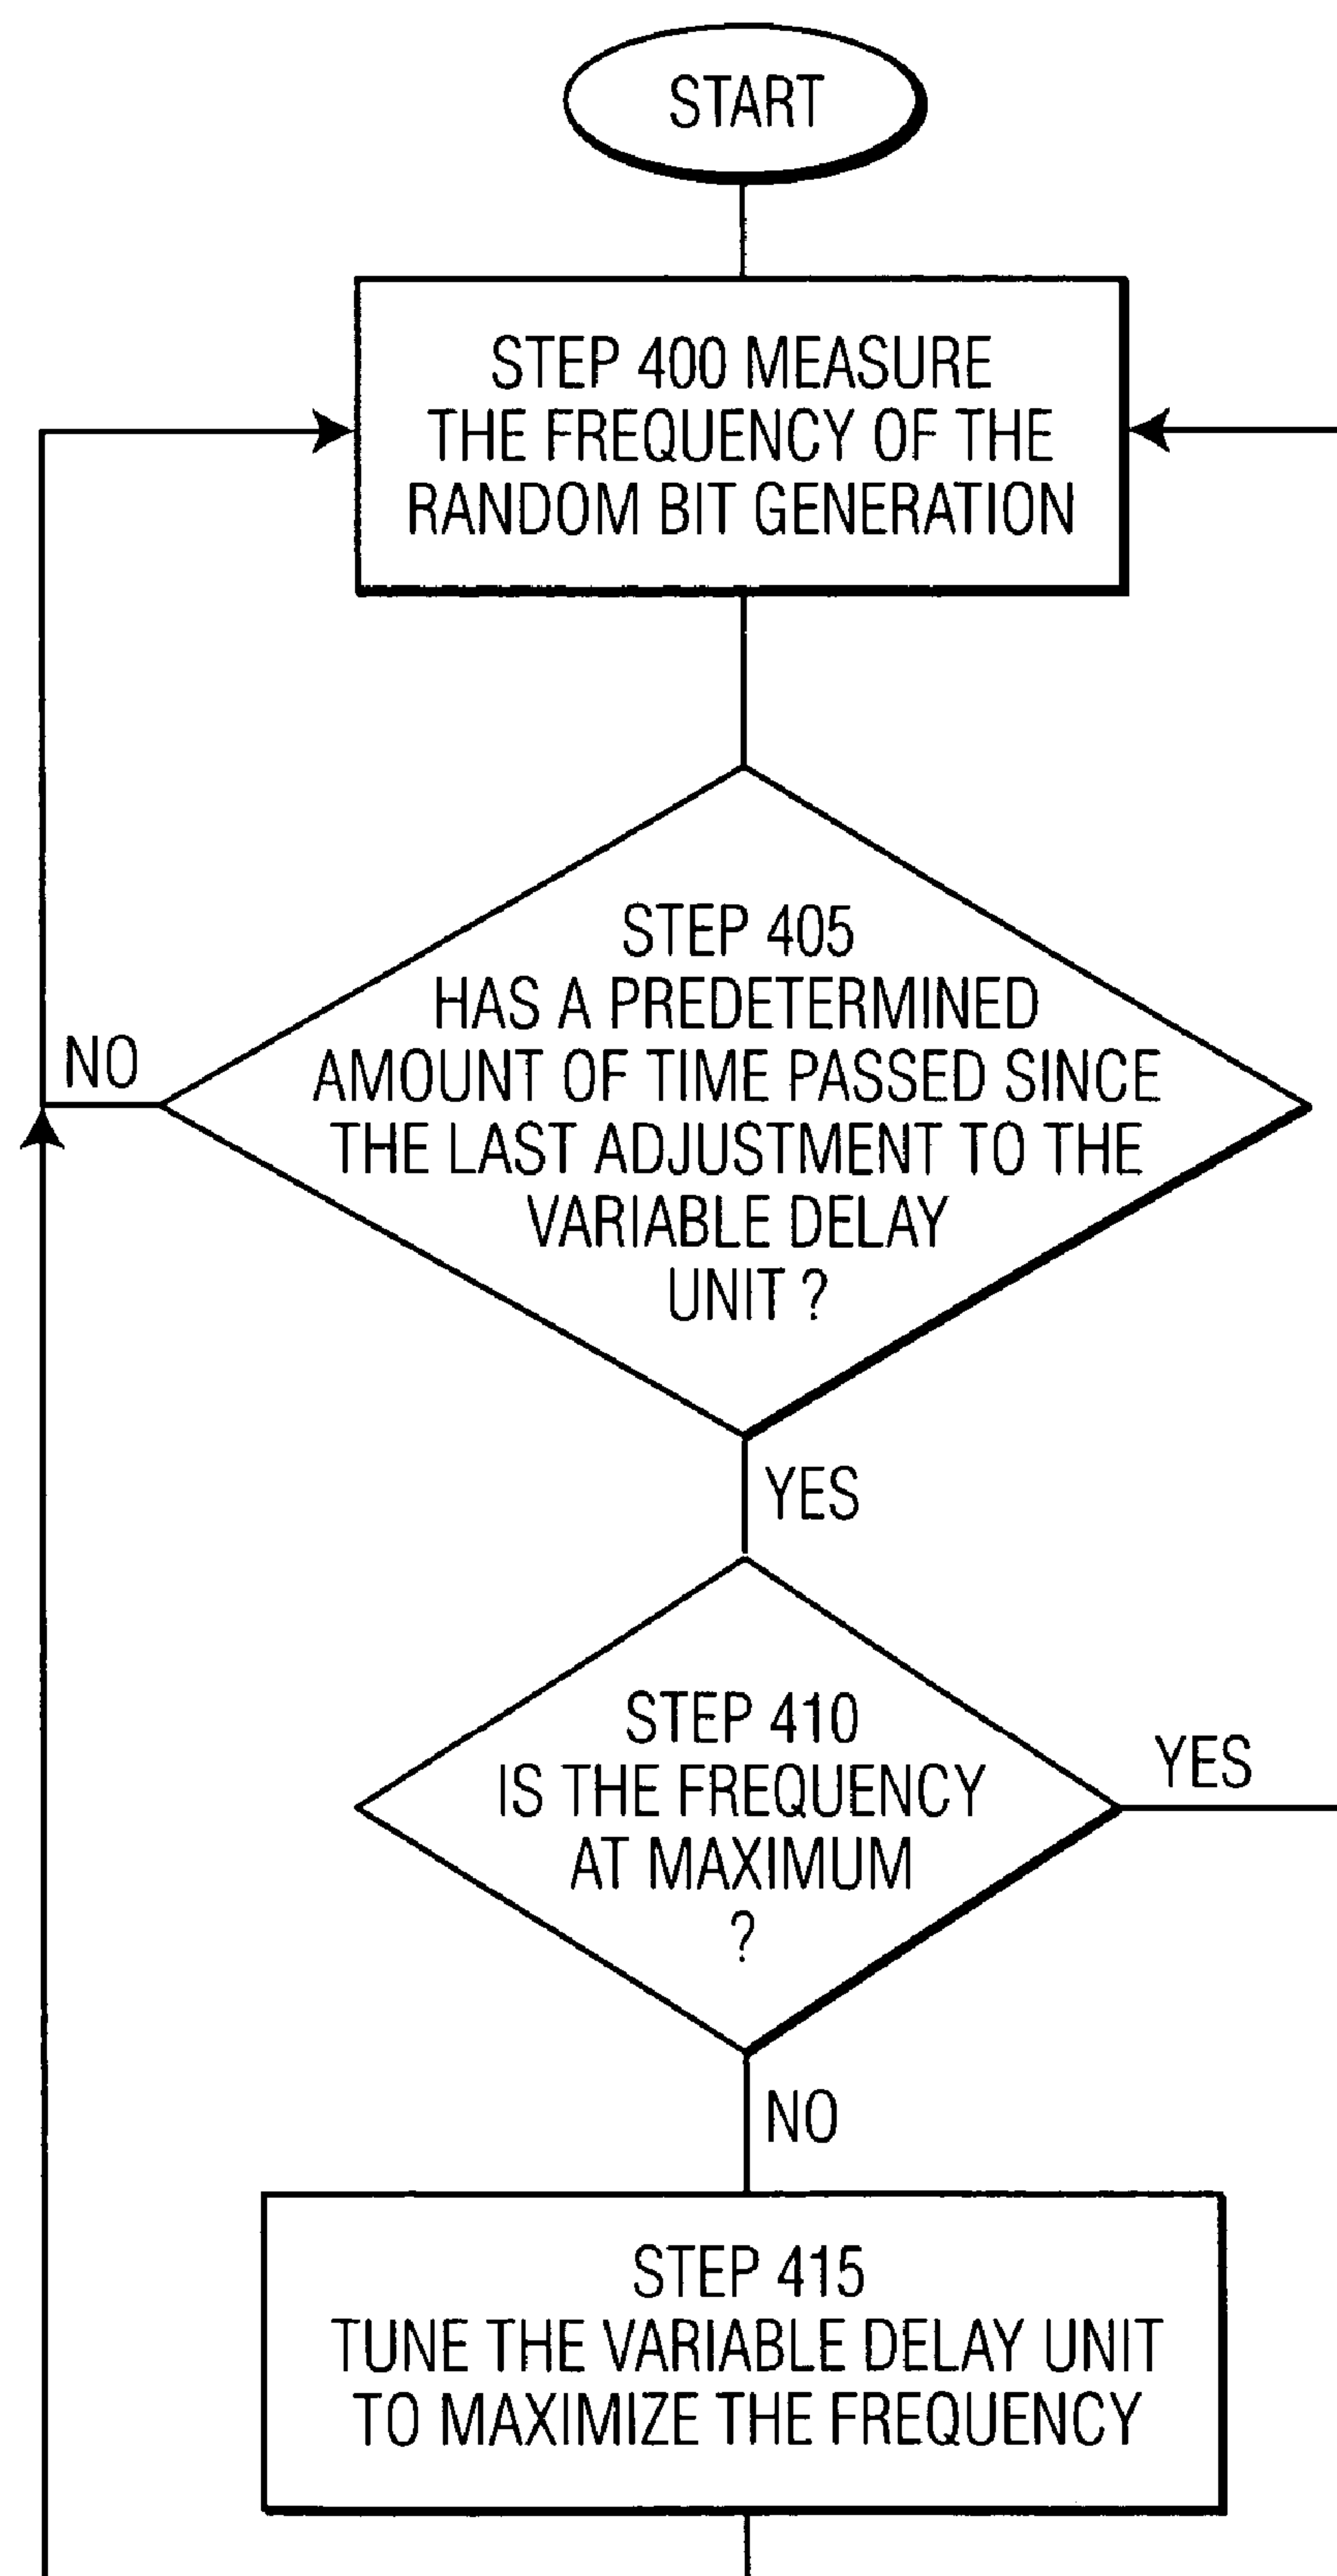 START
STEP 400 MEASURE
THE FREQUENCY OF THE
RANDOM BIT GENERATION
STEP 405
HAS A PREDETERMINED
AMOUNT OF TIME PASSED SINCE
THE LAST ADJUSTMENT TO THE
VARIABLE DELAY
UNIT ?
NO
YES
STEP 410
IS THE FREQUENCY
AT MAXIMUM
?
YES
NO
STEP 415
TUNE THE VARIABLE DELAY UNIT
TO MAXIMIZE THE FREQUENCY